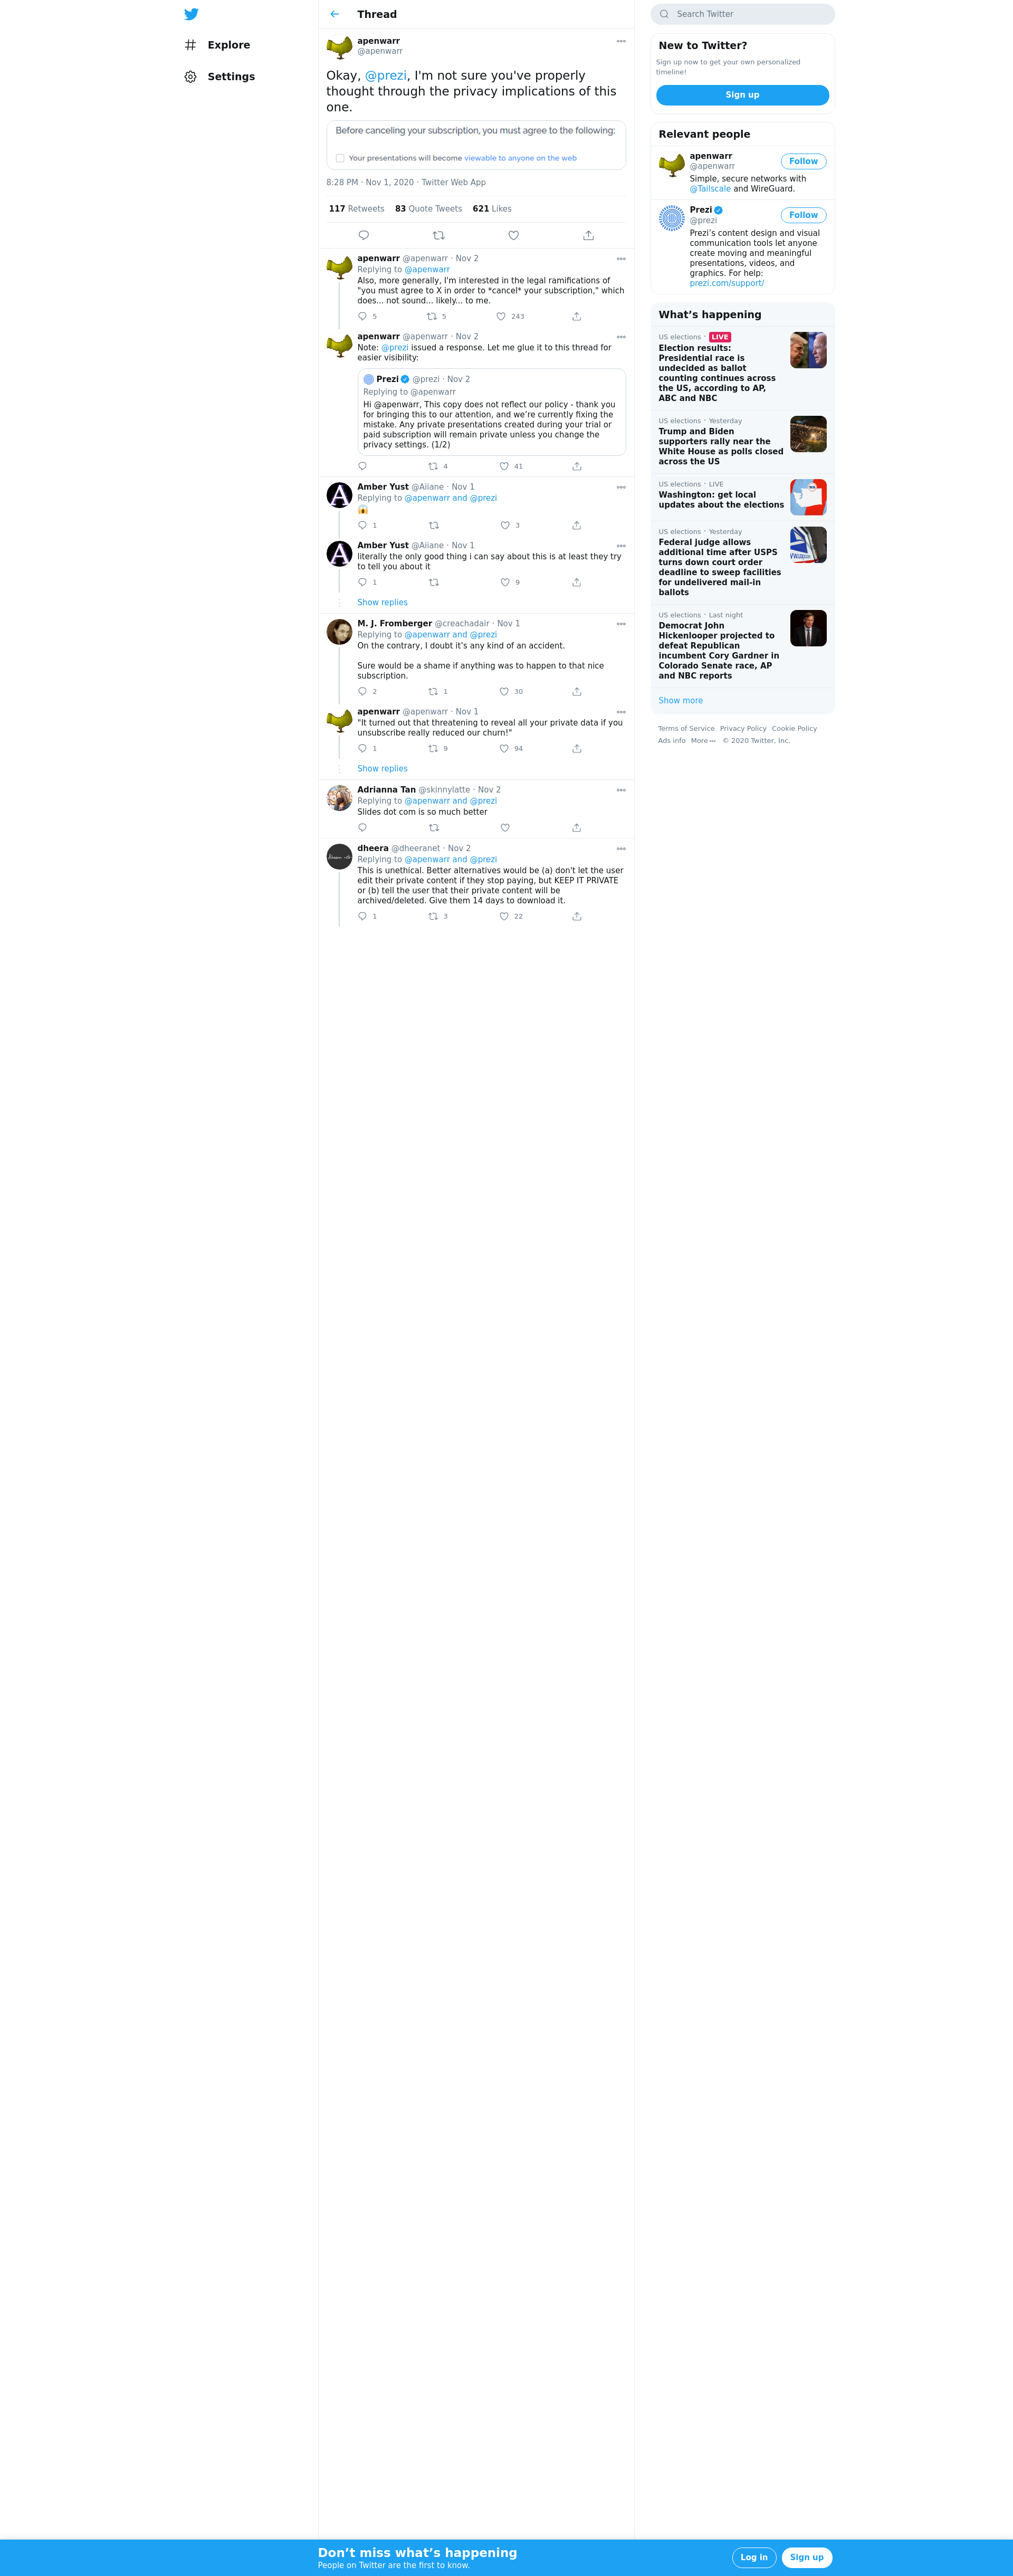 Explore
Settings
Thread
apenwarr
@apenwarr
Okay, @prezi, I'm not sure you've properly
thought through the privacy implications of this
one.
Before canceling your subscription, you must agree to the following:
Your presentations will become viewable to anyone on the web
8:28 PM · Nov 1, 2020 · Twitter Web App
117 Retweets 83 Quote Tweets 621 Likes
apenwarr @apenwarr · Nov 2
Replying to @apenwarr
Also, more generally, I'm interested in the legal ramifications of
"you must agree to X in order to *cancel* your subscription," which
does... not sound... likely... to me.
5 5 243
apenwarr @apenwarr · Nov 2
Note: @prezi issued a response. Let me glue it to this thread for
easier visibility:
Prezi @prezi · Nov 2
Replying to @apenwarr
Hi @apenwarr, This copy does not reflect our policy - thank you
for bringing this to our attention, and we're currently fixing the
mistake. Any private presentations created during your trial or
paid subscription will remain private unless you change the
privacy settings. (1/2)
4 41
Amber Yust @Aiiane · Nov 1
Replying to @apenwarr and @prezi
😱
1 3
Amber Yust @Aiiane · Nov 1
literally the only good thing i can say about this is at least they try
to tell you about it
1 9
Show replies
M. J. Fromberger @creachadair · Nov 1
Replying to @apenwarr and @prezi
On the contrary, I doubt it's any kind of an accident.
Sure would be a shame if anything was to happen to that nice
subscription.
2 1 30
apenwarr @apenwarr · Nov 1
"It turned out that threatening to reveal all your private data if you
unsubscribe really reduced our churn!"
1 9 94
Show replies
Adrianna Tan @skinnylatte · Nov 2
Replying to @apenwarr and @prezi
Slides dot com is so much better
dheera @dheeranet · Nov 2
Replying to @apenwarr and @prezi
This is unethical. Better alternatives would be (a) don't let the user
edit their private content if they stop paying, but KEEP IT PRIVATE
or (b) tell the user that their private content will be
archived/deleted. Give them 14 days to download it.
1 3 22
Search Twitter
New to Twitter?
Sign up now to get your own personalized
timeline!
Sign up
Relevant people
apenwarr
@apenwarr
Follow
Simple, secure networks with
@Tailscale and WireGuard.
Prezi
@prezi
Follow
Prezi's content design and visual
communication tools let anyone
create moving and meaningful
presentations, videos, and
graphics. For help:
prezi.com/support/
What's happening
US elections · LIVE
Election results:
Presidential race is
undecided as ballot
counting continues across
the US, according to AP,
ABC and NBC
US elections · Yesterday
Trump and Biden
supporters rally near the
White House as polls closed
across the US
US elections · LIVE
Washington: get local
updates about the elections
US elections · Yesterday
Federal judge allows
additional time after USPS
turns down court order
deadline to sweep facilities
for undelivered mail-in
ballots
US elections · Last night
Democrat John
Hickenlooper projected to
defeat Republican
incumbent Cory Gardner in
Colorado Senate race, AP
and NBC reports
Show more
Terms of Service Privacy Policy Cookie Policy
Ads info More © 2020 Twitter, Inc.
Don't miss what's happening
People on Twitter are the first to know.
Log in
Sign up